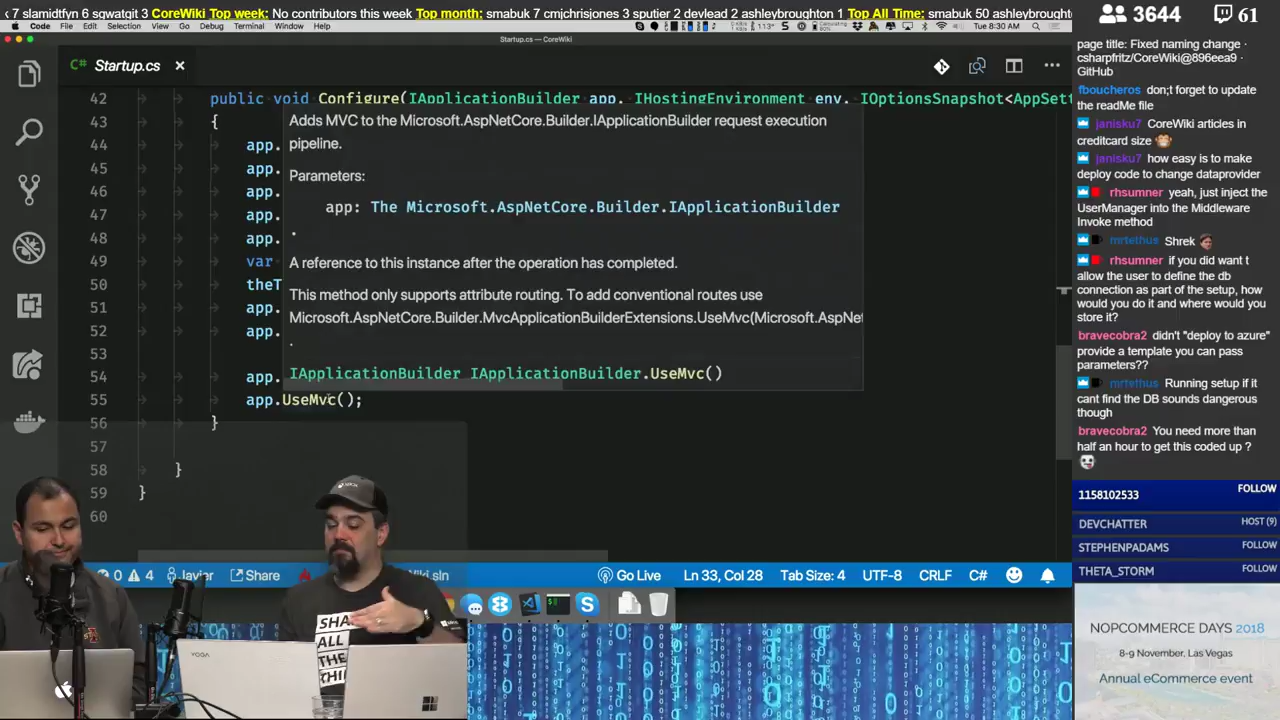 7 slamidtfyn 6 sqwatgit 3 CoreWiki Top week: No contributors this week Top month: smabuk 7 cmjchrisjones 3 sputier 2 devlead 2 ashleybroughton 1 Top All Time: smabuk 50 ashleybrought
3644
61
Code File Edit Selection View Go Debug Terminal Window Help
Tue 8:30 AM
Startup.cs — CoreWiki
C# Startup.cs
42 public void Configure(IApplicationBuilder app, IHostingEnvironment env, IOptionsSnapshot<AppSett
43 {
44 app.
45 app.
46 app.
47 app.
48 app.
49 var
50 theT
51 app.
52 app.
53
54 app.
55 app.UseMvc();
56 }
57
58 }
59 }
60
Adds MVC to the Microsoft.AspNetCore.Builder.IApplicationBuilder request execution
pipeline.
Parameters:
app: The Microsoft.AspNetCore.Builder.IApplicationBuilder
.
A reference to this instance after the operation has completed.
This method only supports attribute routing. To add conventional routes use
Microsoft.AspNetCore.Builder.MvcApplicationBuilderExtensions.UseMvc(Microsoft.AspNe
.
IApplicationBuilder IApplicationBuilder.UseMvc()
0 4 Javier Share Wiki.sln Go Live Ln 33, Col 28 Tab Size: 4 UTF-8 CRLF C#
SHA
ALL
THE
THIN
YOGA
page title: Fixed naming change ·
csharpfritz/CoreWiki@896eea9 ·
GitHub
fboucheros don;t forget to update
the readMe file
janisku7 CoreWiki articles in
creditcard size
janisku7 how easy is to make
deploy code to change dataprovider
rhsumner yeah, just inject the
UserManager into the Middleware
Invoke method
mrtethus Shrek
rhsumner if you did want t
allow the user to define the db
connection as part of the setup, how
would you do it and where would you
store it?
bravecobra2 didn't "deploy to azure"
provide a template you can pass
parameters??
mrtethus Running setup if it
cant find the DB sounds dangerous
though
bravecobra2 You need more than
half an hour to get this coded up ?
1158102533 FOLLOW
DEVCHATTER HOST (9)
STEPHENPADAMS FOLLOW
THETA_STORM FOLLOW
NOPCOMMERCE DAYS 2018
8-9 November, Las Vegas
Annual eCommerce event